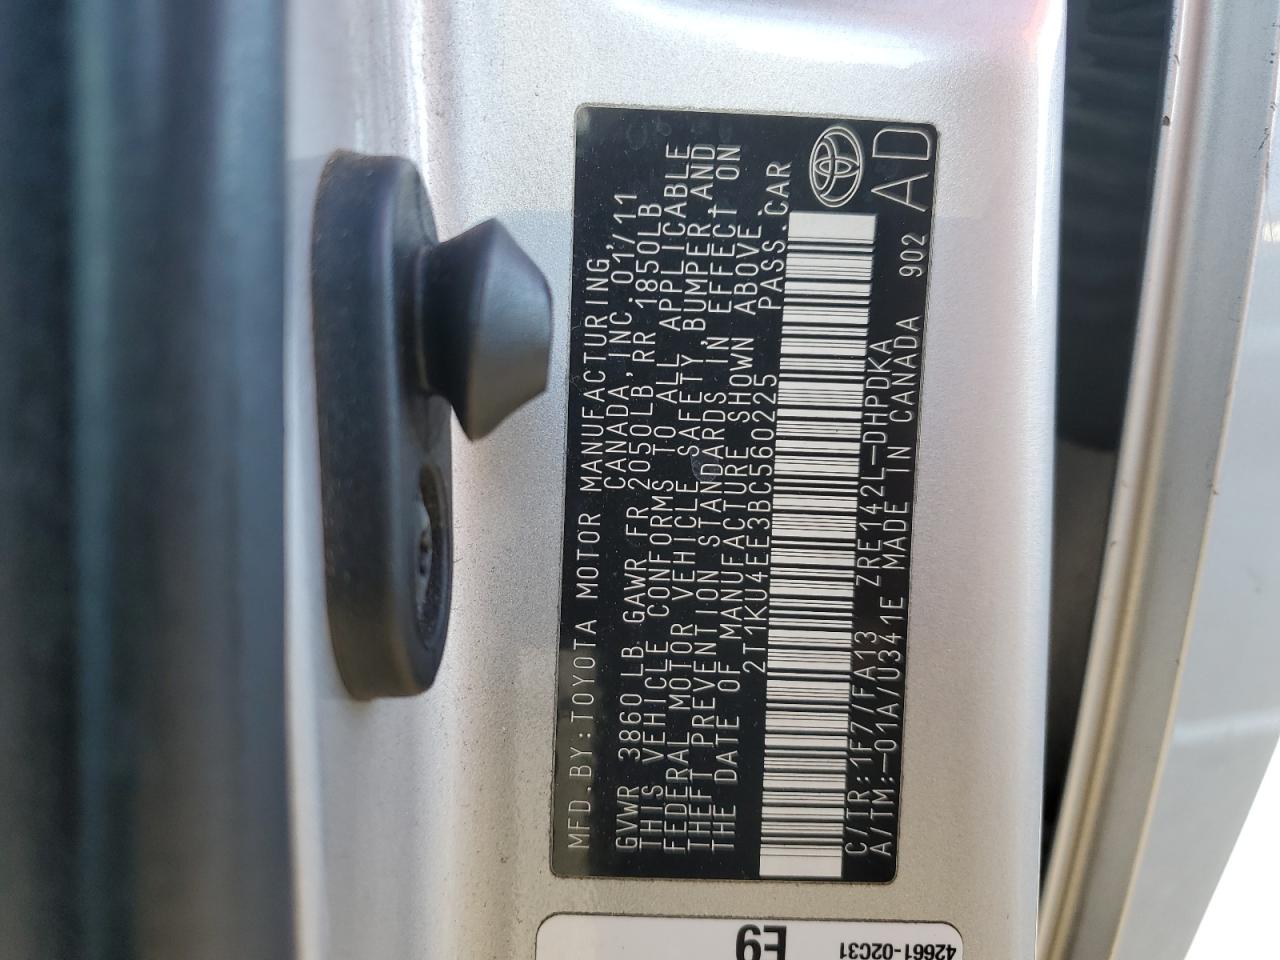 MFD.BY:TOYOTA MOTOR MANUFACTURING,
CANADA,INC.01/11
GVWR 3860 LB GAWR FR 2050LB,RR 1850LB
THIS VEHICLE CONFORMS TO ALL APPLICABLE
FEDERAL MOTOR VEHICLE SAFETY,BUMPER,AND
THEFT PREVENTION STANDARDS IN EFFECT ON
THE DATE OF MANUFACTURE SHOWN ABOVE.
2T1KU4EE3BC560225 PASS.CAR
C/TR:1F7/FA13 ZRE142L-DHPDKA
A/TM:-01A/U341E MADE IN CANADA 902
AD
E9
42661-02C31